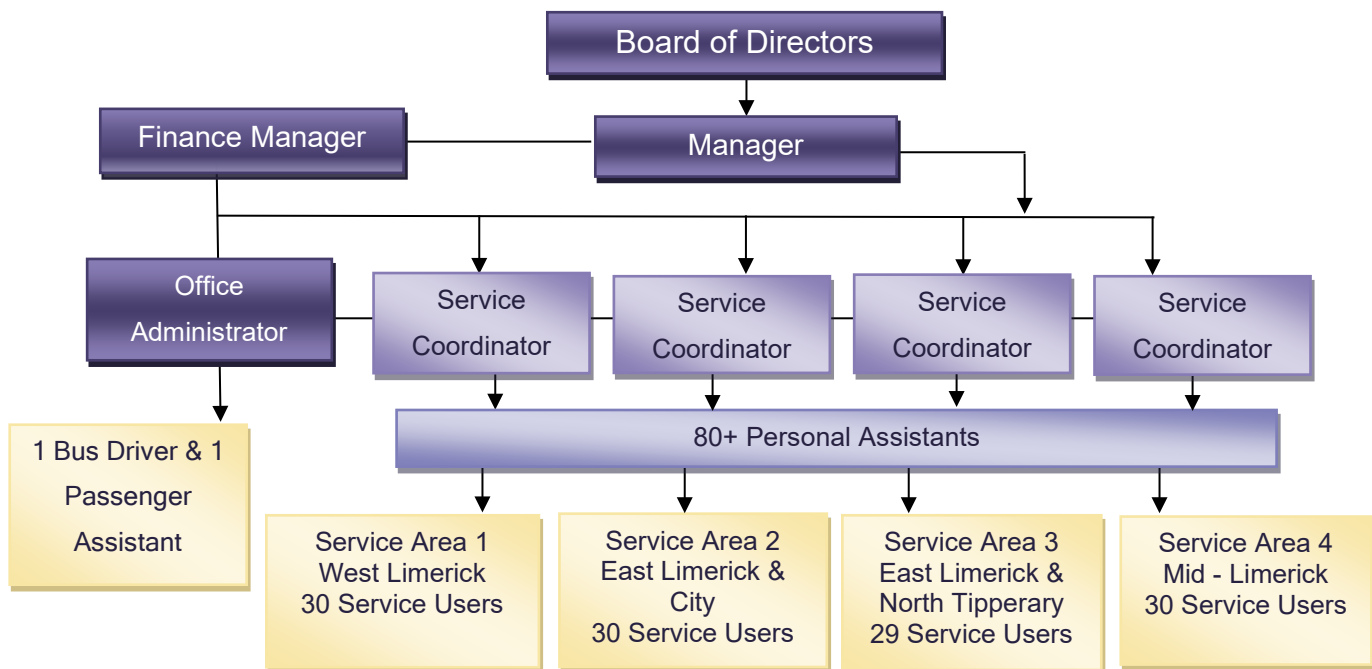 Board of Directors
Finance Manager
Manager
Office
Administrator
Service
Coordinator
Service
Coordinator
Service
Coordinator
Service
Coordinator
80+ Personal Assistants
1 Bus Driver & 1
Passenger
Assistant
Service Area 1
West Limerick
30 Service Users
Service Area 2
East Limerick &
City
30 Service Users
Service Area 3
East Limerick &
North Tipperary
29 Service Users
Service Area 4
Mid - Limerick
30 Service Users